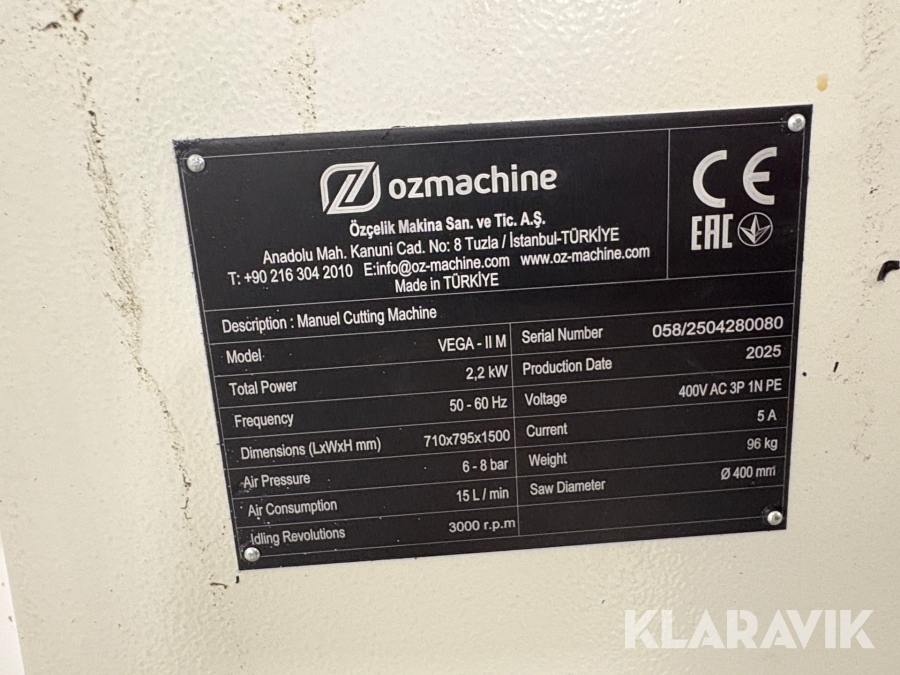 ozmachine
Özçelik Makina San. ve Tic. A.Ş.
Anadolu Mah. Kanuni Cad. No: 8 Tuzla / İstanbul-TÜRKİYE
T: +90 216 304 2010 E:info@oz-machine.com www.oz-machine.com
Made in TÜRKİYE
CE
EAC
Description : Manuel Cutting Machine
Model VEGA - II M
Total Power 2,2 kW
Frequency 50 - 60 Hz
Dimensions (LxWxH mm) 710x795x1500
Air Pressure 6 - 8 bar
Air Consumption 15 L / min
Idling Revolutions 3000 r.p.m
Serial Number 058/2504280080
Production Date 2025
Voltage 400V AC 3P 1N PE
Current 5 A
Weight 96 kg
Saw Diameter Ø 400 mm
KLARAVIK